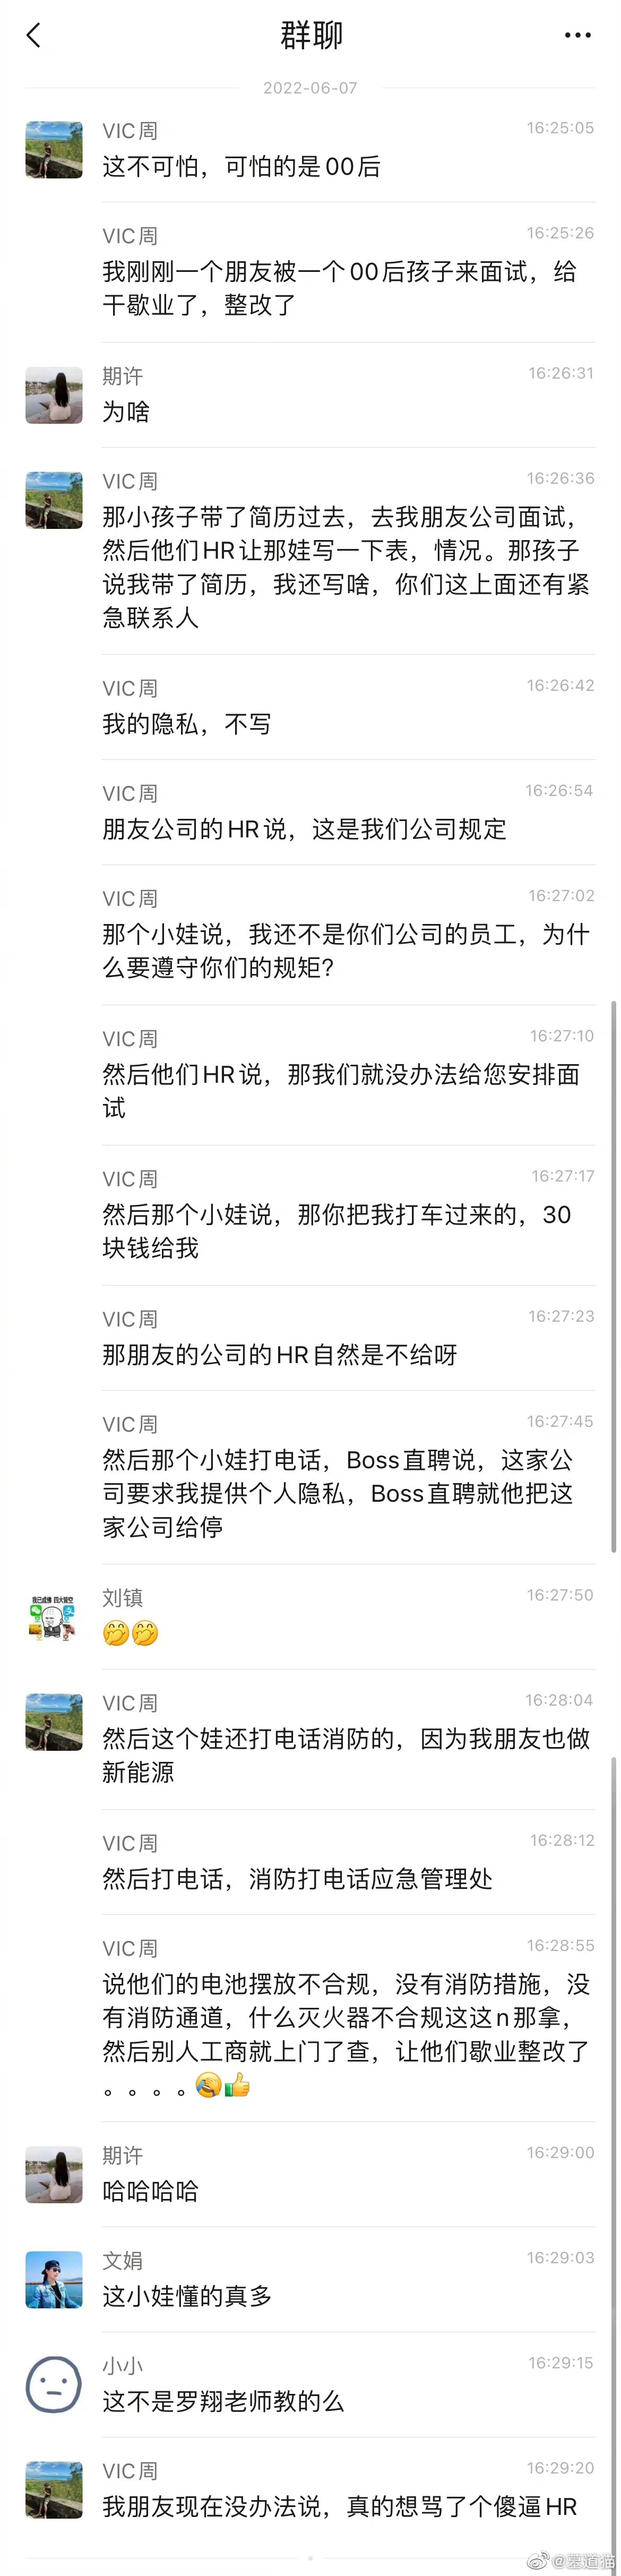 群聊
2022-06-07
VIC周 16:25:05
这不可怕，可怕的是00后
VIC周 16:25:26
我刚刚一个朋友被一个00后孩子来面试，给
干歇业了，整改了
期许 16:26:31
为啥
VIC周 16:26:36
那小孩子带了简历过去，去我朋友公司面试，
然后他们HR让那娃写一下表，情况。那孩子
说我带了简历，我还写啥，你们这上面还有紧
急联系人
VIC周 16:26:42
我的隐私，不写
VIC周 16:26:54
朋友公司的HR说，这是我们公司规定
VIC周 16:27:02
那个小娃说，我还不是你们公司的员工，为什
么要遵守你们的规矩?
VIC周 16:27:10
然后他们HR说，那我们就没办法给您安排面
试
VIC周 16:27:17
然后那个小娃说，那你把我打车过来的，30
块钱给我
VIC周 16:27:23
那朋友的公司的HR自然是不给呀
VIC周 16:27:45
然后那个小娃打电话，Boss直聘说，这家公
司要求我提供个人隐私，Boss直聘就他把这
家公司给停
我已成佛 四大皆空
刘镇 16:27:50
🤭🤭
VIC周 16:28:04
然后这个娃还打电话消防的，因为我朋友也做
新能源
VIC周 16:28:12
然后打电话，消防打电话应急管理处
VIC周 16:28:55
说他们的电池摆放不合规，没有消防措施，没
有消防通道，什么灭火器不合规这这n那拿，
然后别人工商就上门了查，让他们歇业整改了
。。。。🤣👍
期许 16:29:00
哈哈哈哈
文娟 16:29:03
这小娃懂的真多
小小 16:29:15
这不是罗翔老师教的么
VIC周 16:29:20
我朋友现在没办法说，真的想骂了个傻逼HR
@墓道猫